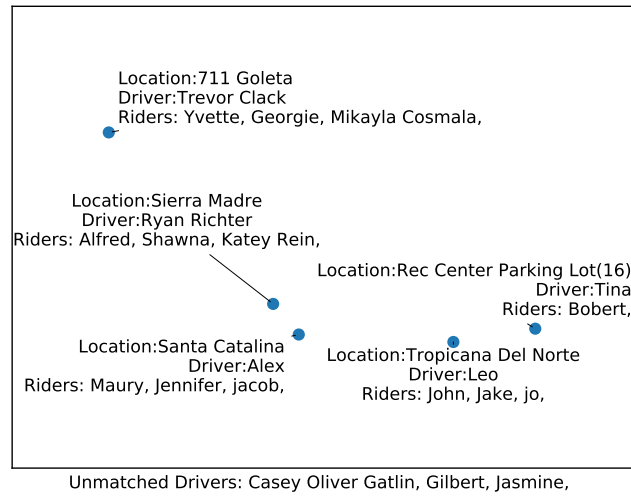 Location:711 Goleta
Driver:Trevor Clack
Riders: Yvette, Georgie, Mikayla Cosmala,
Location:Sierra Madre
Driver:Ryan Richter
Riders: Alfred, Shawna, Katey Rein,
Location:Rec Center Parking Lot(16)
Driver:Tina
Riders: Bobert,
Location:Santa Catalina
Driver:Alex
Riders: Maury, Jennifer, jacob,
Location:Tropicana Del Norte
Driver:Leo
Riders: John, Jake, jo,
Unmatched Drivers: Casey Oliver Gatlin, Gilbert, Jasmine,